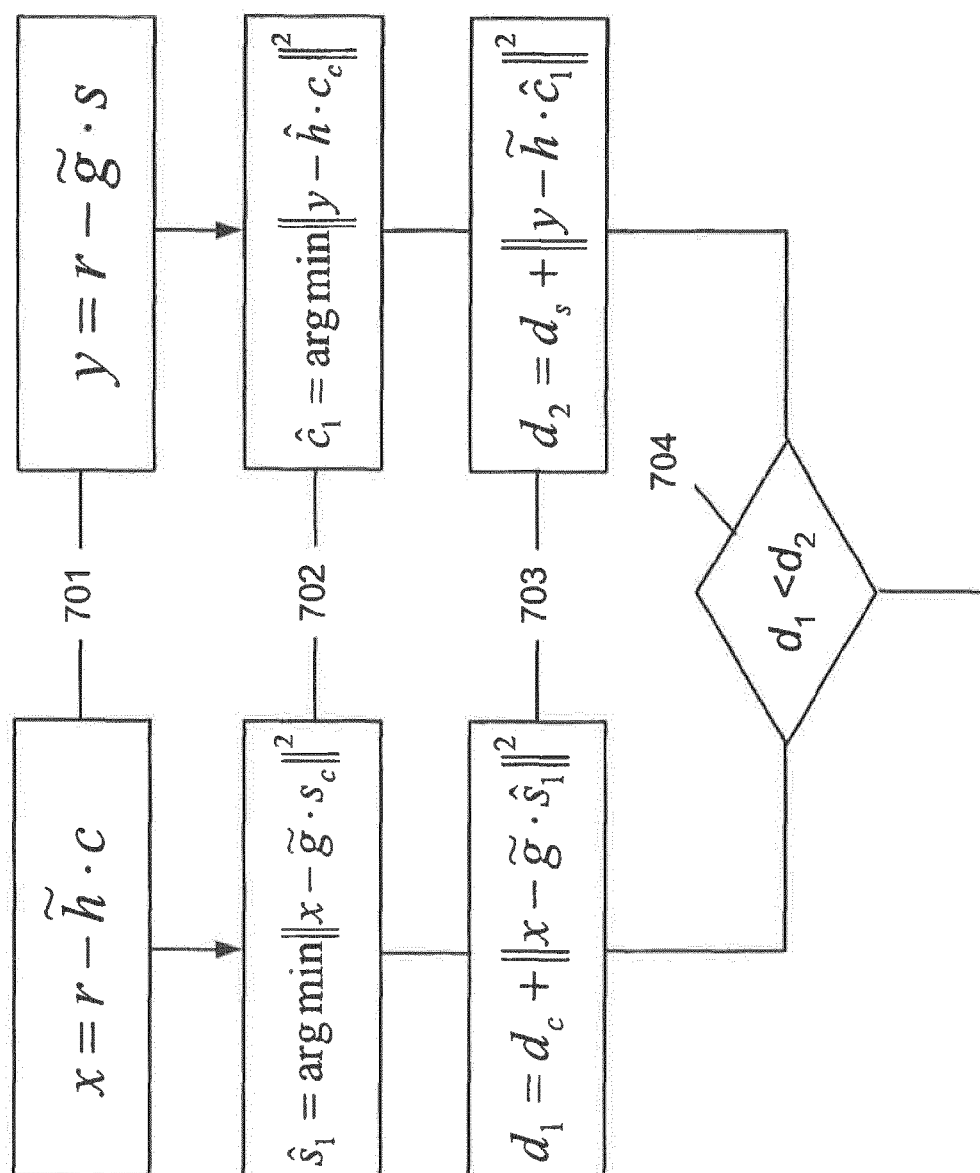 x = r − h̃ · c
701
y = r − g̃ · s
ŝ₁ = arg min‖x − g̃ · s_c‖²
702
ĉ₁ = arg min‖y − ĥ · c_c‖²
d₁ = d_c + ‖x − g̃ · ŝ₁‖²
703
d₂ = d_s + ‖y − h̃ · ĉ₁‖²
704
d₁ <d₂